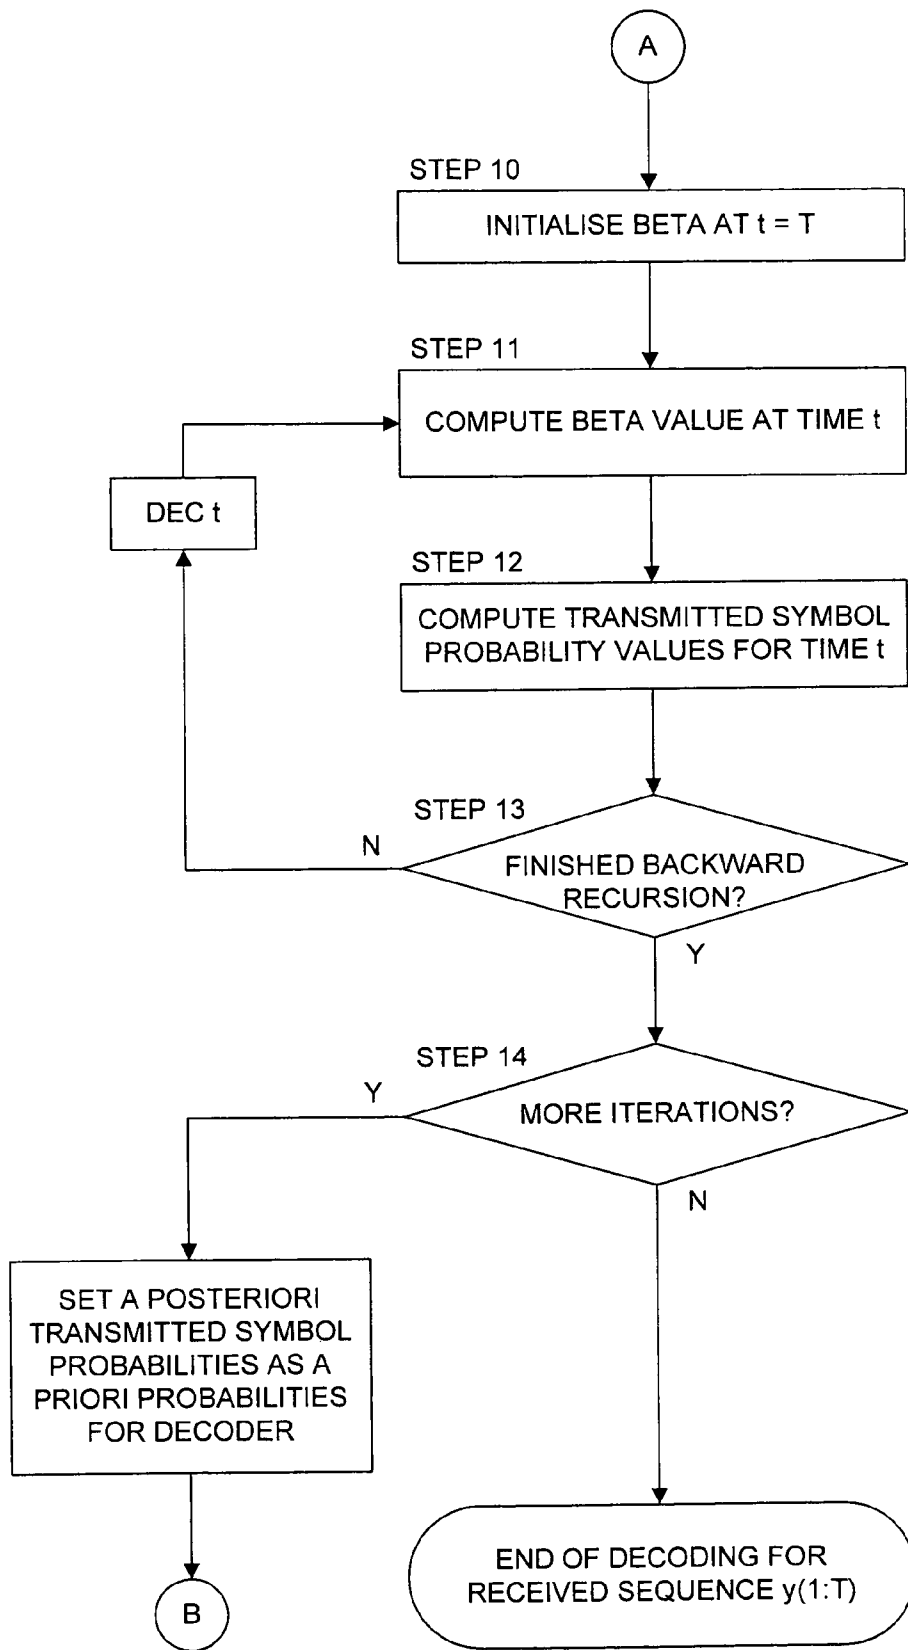 A
STEP 10
INITIALISE BETA AT t = T
STEP 11
COMPUTE BETA VALUE AT TIME t
DEC t
STEP 12
COMPUTE TRANSMITTED SYMBOL
PROBABILITY VALUES FOR TIME t
STEP 13
N
FINISHED BACKWARD
RECURSION?
Y
STEP 14
Y
MORE ITERATIONS?
N
SET A POSTERIORI
TRANSMITTED SYMBOL
PROBABILITIES AS A
PRIORI PROBABILITIES
FOR DECODER
END OF DECODING FOR
RECEIVED SEQUENCE y(1:T)
B